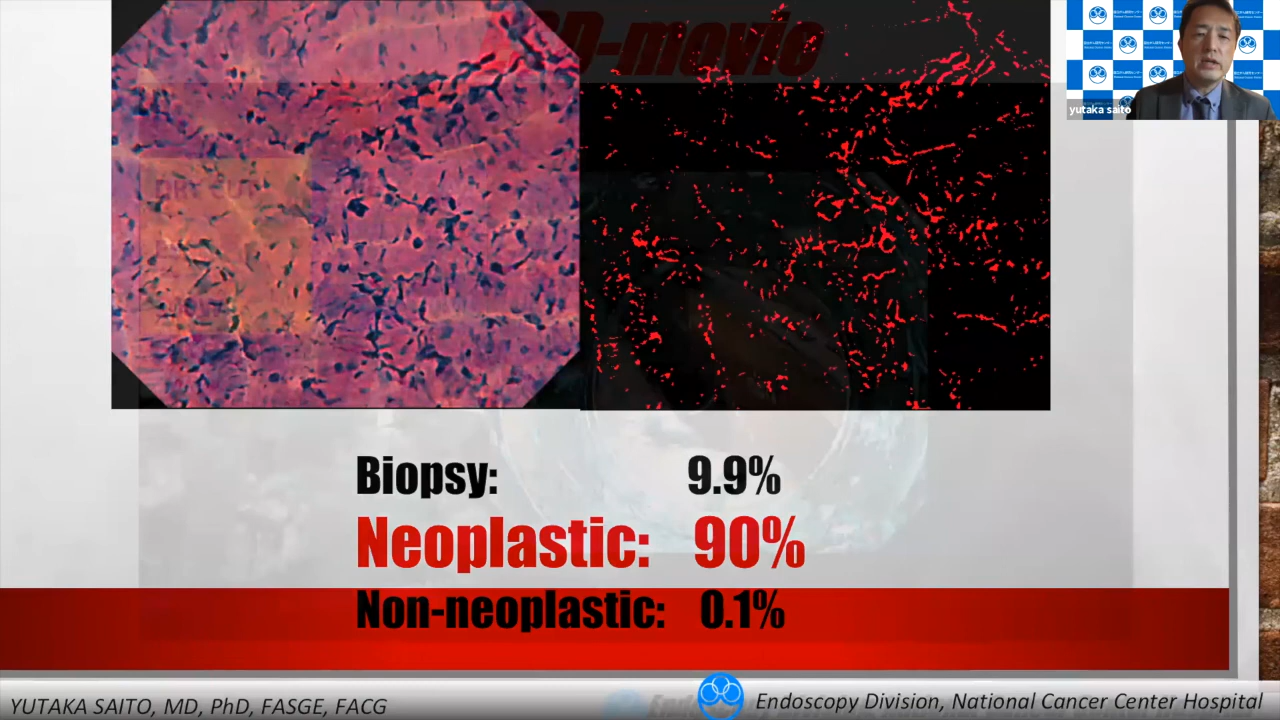 D-movie
yutaka saito
Biopsy: 9.9%
Neoplastic: 90%
Non-neoplastic: 0.1%
YUTAKA SAITO, MD, PhD, FASGE, FACG
Endoscopy Division, National Cancer Center Hospital